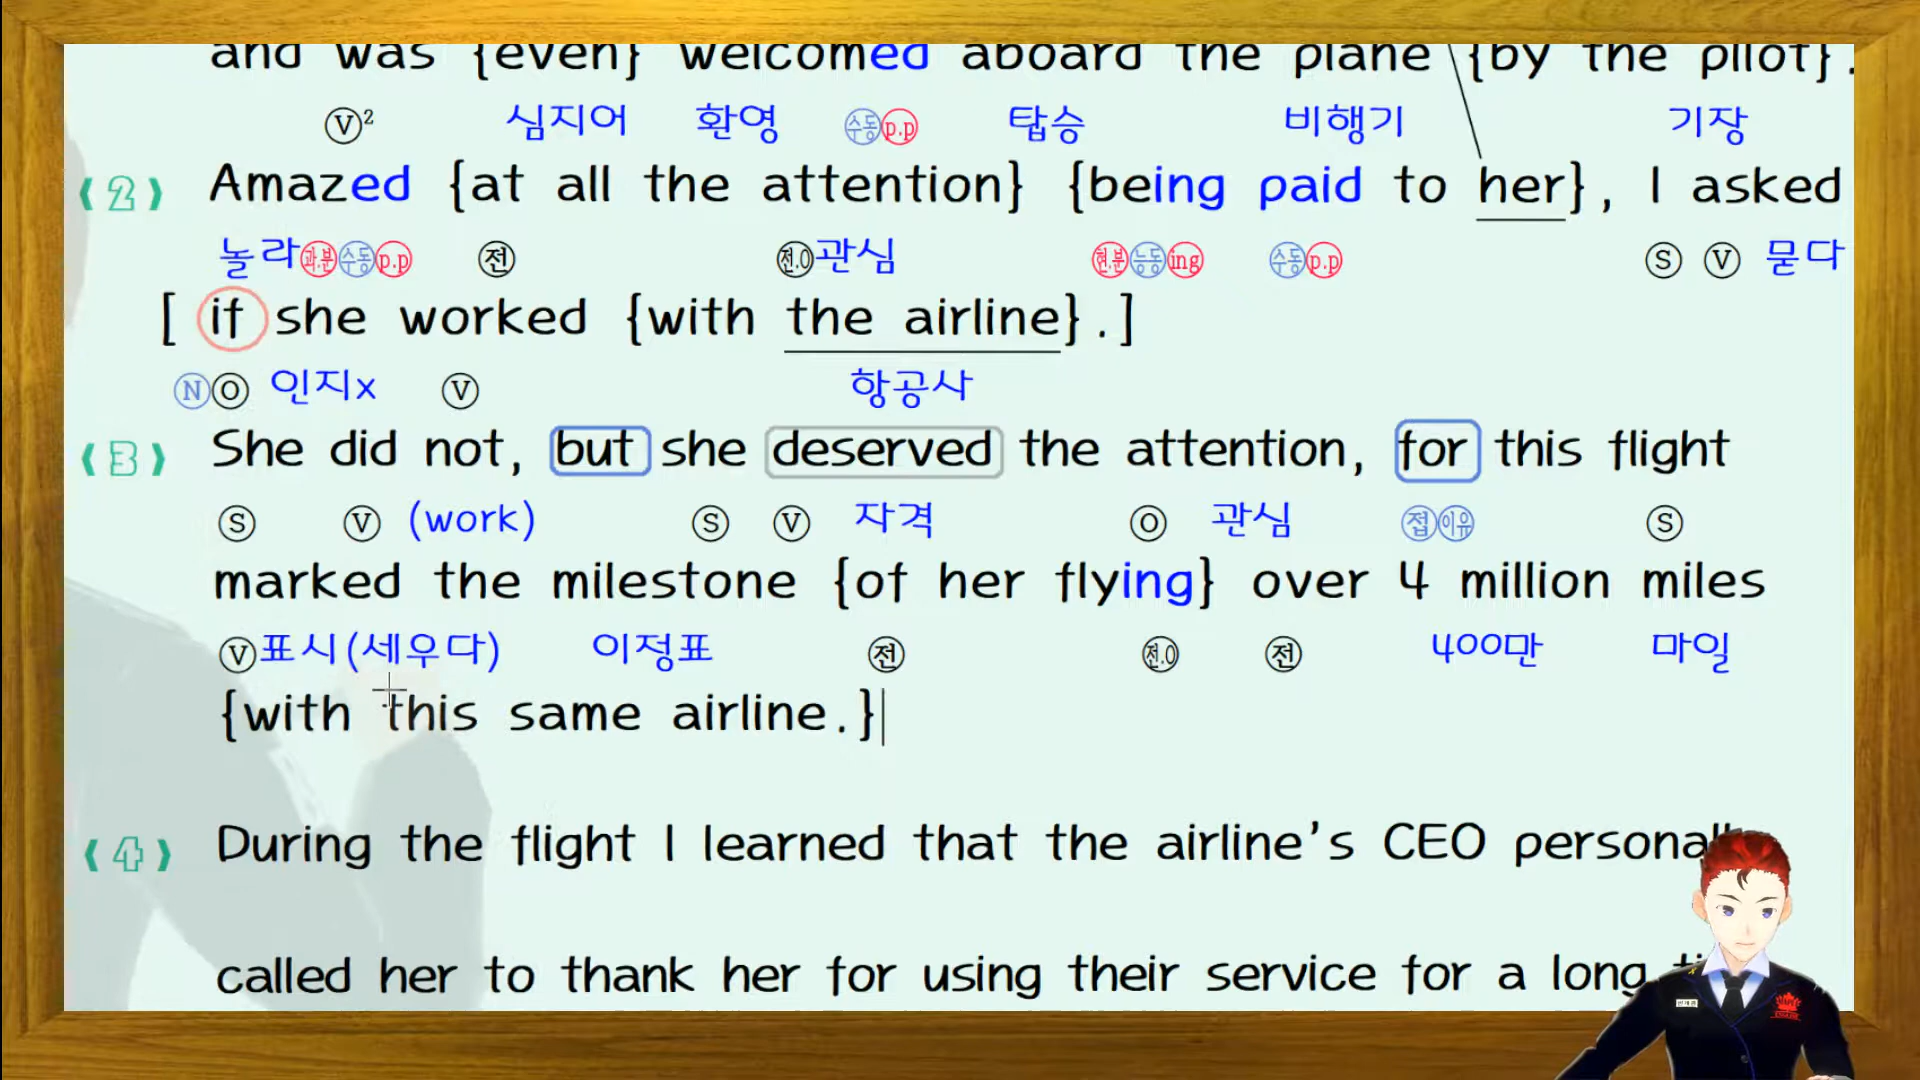 and was {even} welcomed aboard the plane {by the pilot}.
Ⓥ² 심지어 환영 수동 p.p 탑승 비행기 기장
(2) Amazed {at all the attention} {being paid to her}, I asked
놀라 과.분 수동 p.p 전 전.O 관심 현.분 능동 ing 수동 p.p Ⓢ Ⓥ 묻다
[ if she worked {with the airline}.]
Ⓝ Ⓞ 인지x Ⓥ 항공사
(3) She did not, but she deserved the attention, for this flight
Ⓢ Ⓥ (work) Ⓢ Ⓥ 자격 Ⓞ 관심 접 이유 Ⓢ
marked the milestone {of her flying} over 4 million miles
Ⓥ 표시(세우다) 이정표 전 전.O 전 400만 마일
{with this same airline.}
(4) During the flight I learned that the airline's CEO
called her to thank her for using their service for a long